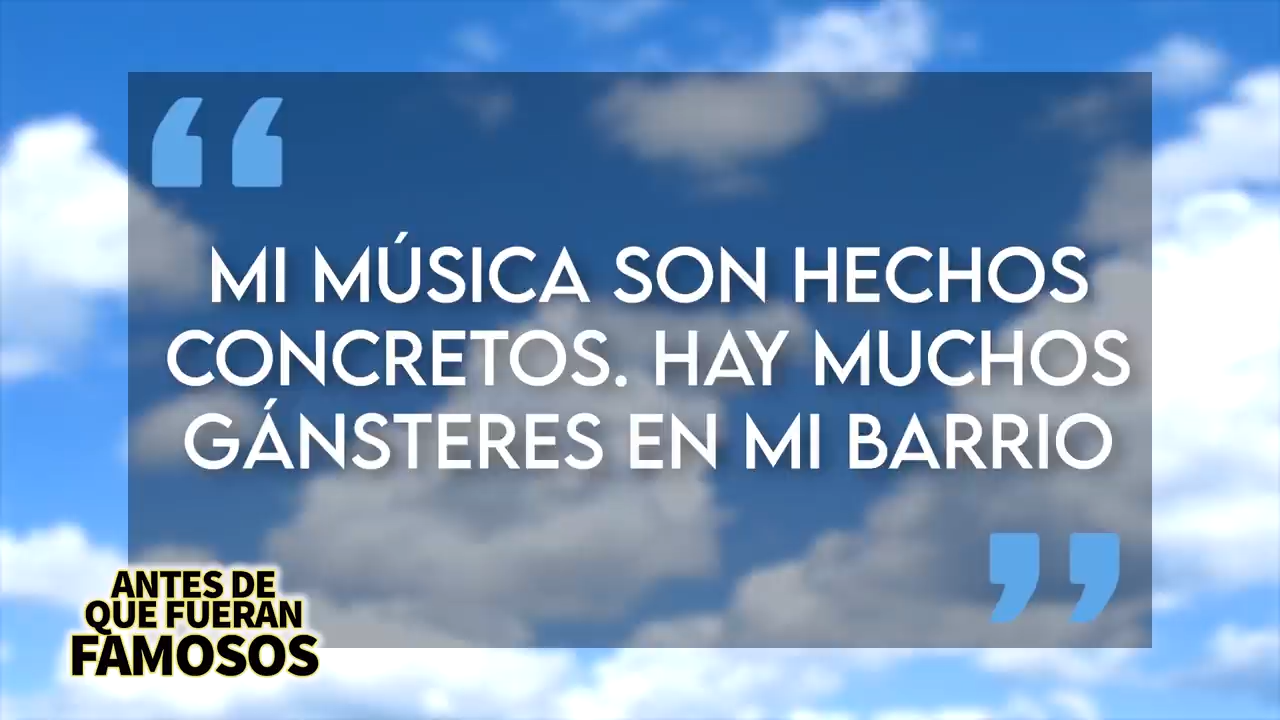 “
MI MÚSICA SON HECHOS
CONCRETOS. HAY MUCHOS
GÁNSTERES EN MI BARRIO
”
ANTES DE
QUE FUERAN
FAMOSOS